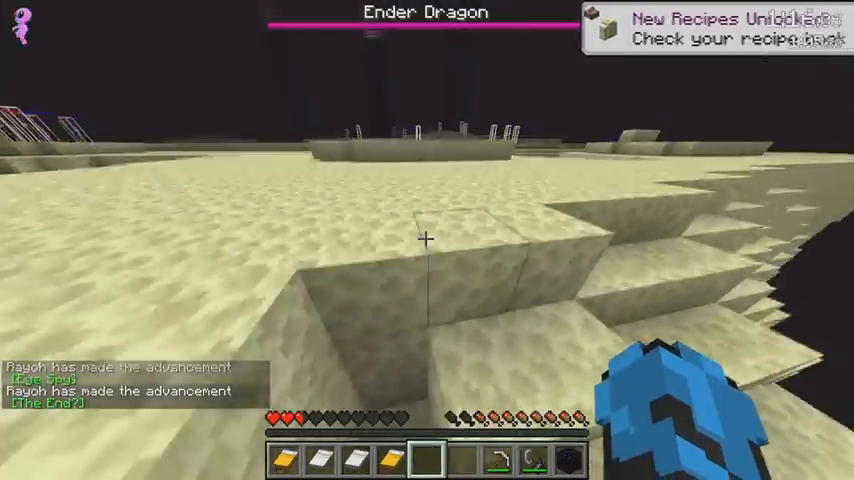 Ender Dragon
New Recipes Unlocked!
Check your recipe book
Rayoh has made the advancement
[Eye Spy]
Rayoh has made the advancement
[The End?]